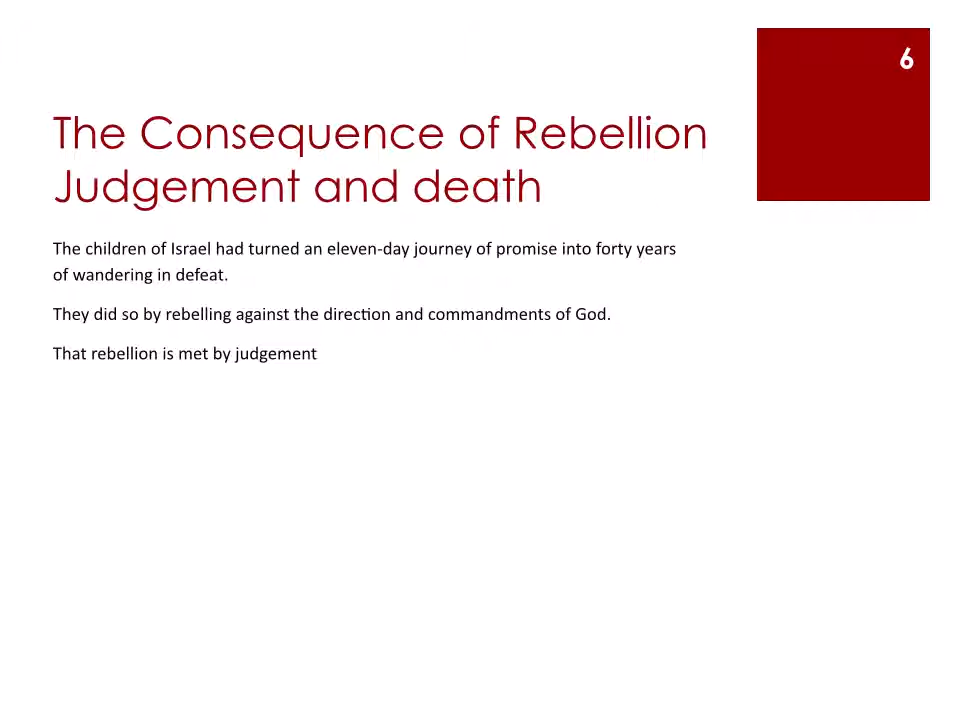 6
The Consequence of Rebellion
Judgement and death
The children of Israel had turned an eleven-day journey of promise into forty years
of wandering in defeat.
They did so by rebelling against the direction and commandments of God.
That rebellion is met by judgement